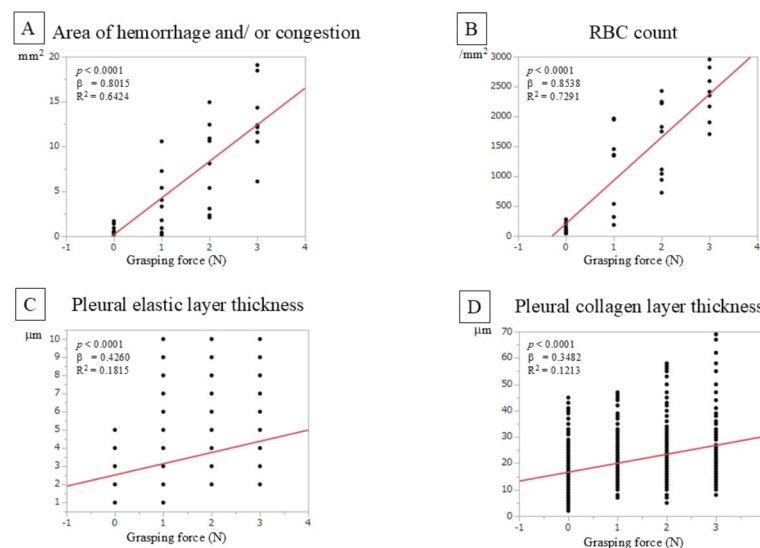 A Area of hemorrhage and/ or congestion
mm²
20
15
10
5
0
p < 0.0001
β = 0.8015
R² = 0.6424
-1 0 1 2 3 4
Grasping force (N)
B RBC count
/mm²
3000
2500
2000
1500
1000
500
0
p < 0.0001
β = 0.8538
R² = 0.7291
-1 0 1 2 3 4
Grasping force (N)
C Pleural elastic layer thickness
μm
10
9
8
7
6
5
4
3
2
1
p < 0.0001
β = 0.4260
R² = 0.1815
-1 0 1 2 3 4
Grasping force (N)
D Pleural collagen layer thickness
μm
70
60
50
40
30
20
10
0
p < 0.0001
β = 0.3482
R² = 0.1213
-1 0 1 2 3
Grasping force (N)